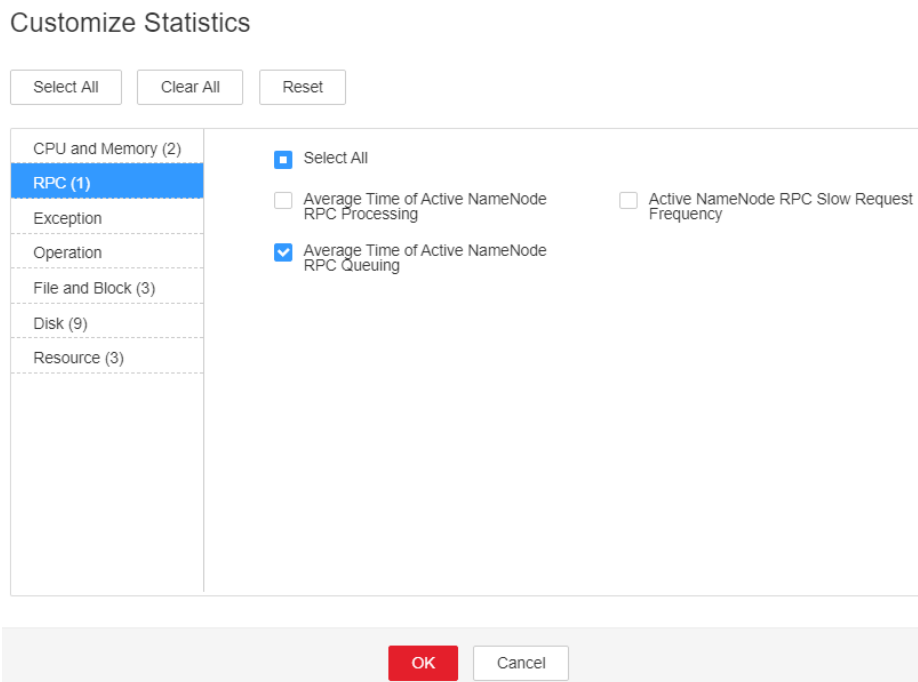 Customize Statistics
Select All
Clear All
Reset
CPU and Memory (2)
RPC (1)
Exception
Operation
File and Block (3)
Disk (9)
Resource (3)
Select All
Average Time of Active NameNode
RPC Processing
Active NameNode RPC Slow Request
Frequency
Average Time of Active NameNode
RPC Queuing
OK
Cancel